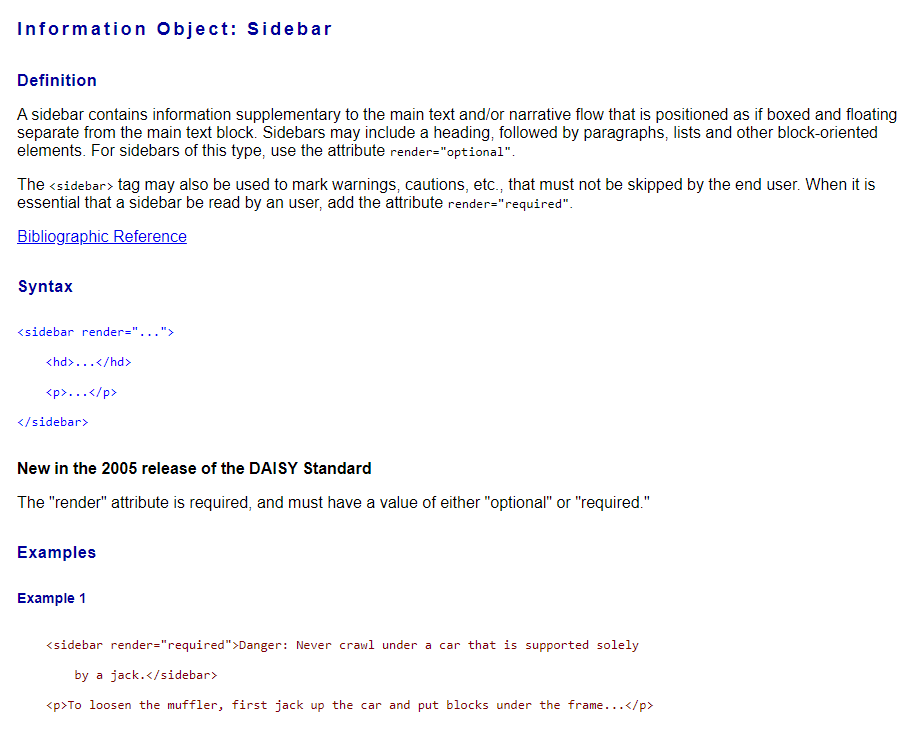 Information Object: Sidebar
Definition
A sidebar contains information supplementary to the main text and/or narrative flow that is positioned as if boxed and floating
separate from the main text block. Sidebars may include a heading, followed by paragraphs, lists and other block-oriented
elements. For sidebars of this type, use the attribute render="optional".
The <sidebar> tag may also be used to mark warnings, cautions, etc., that must not be skipped by the end user. When it is
essential that a sidebar be read by an user, add the attribute render="required".
Bibliographic Reference
Syntax
<sidebar render="...">
<hd>...</hd>
<p>...</p>
</sidebar>
New in the 2005 release of the DAISY Standard
The "render" attribute is required, and must have a value of either "optional" or "required."
Examples
Example 1
<sidebar render="required">Danger: Never crawl under a car that is supported solely
by a jack.</sidebar>
<p>To loosen the muffler, first jack up the car and put blocks under the frame...</p>